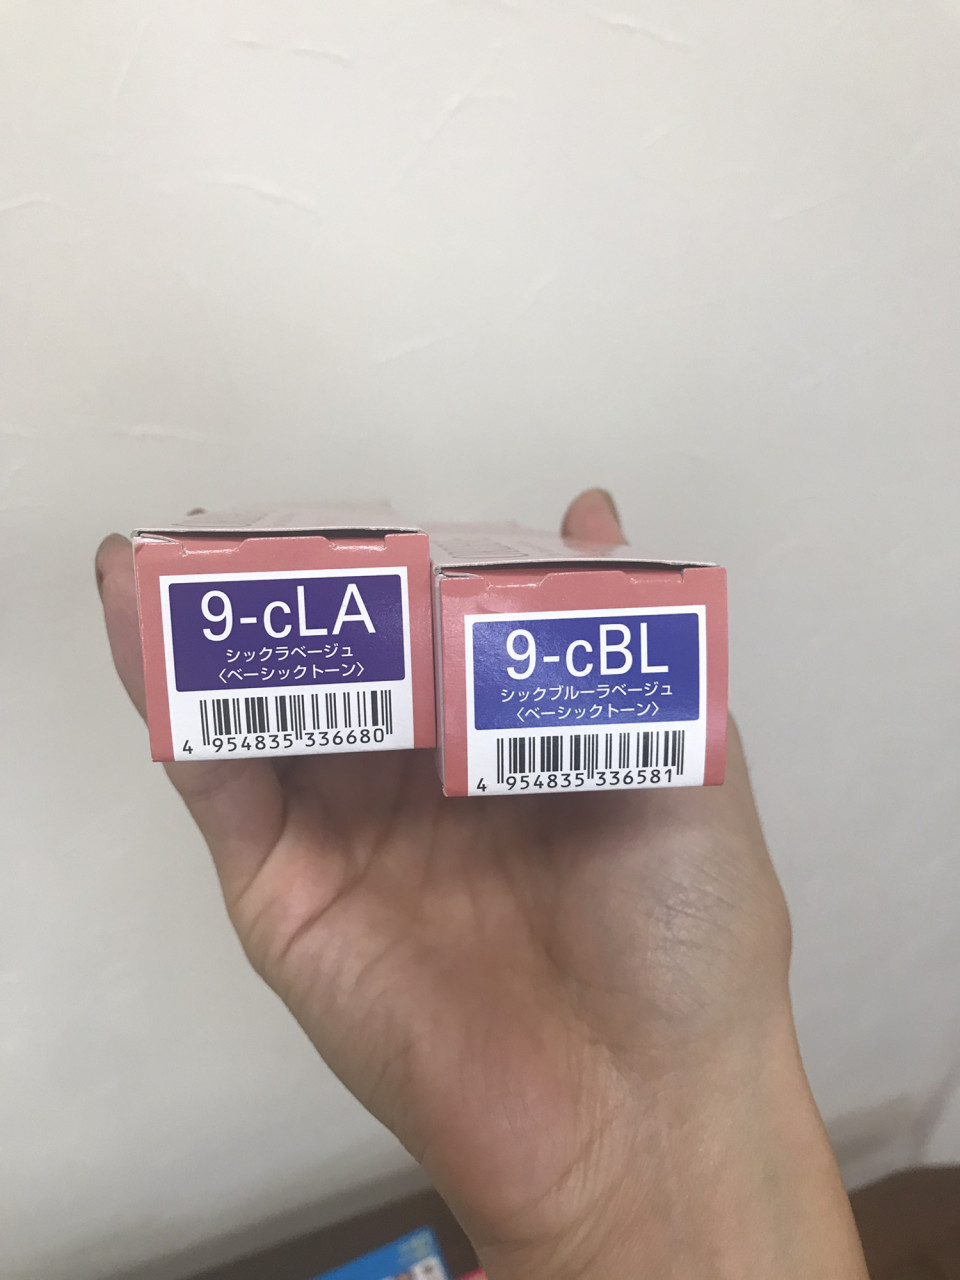 9-cLA
シックラベージュ
〈ベーシックトーン〉
4 954835 336680
9-cBL
シックブルーラベージュ
〈ベーシックトーン〉
4 954835 336581